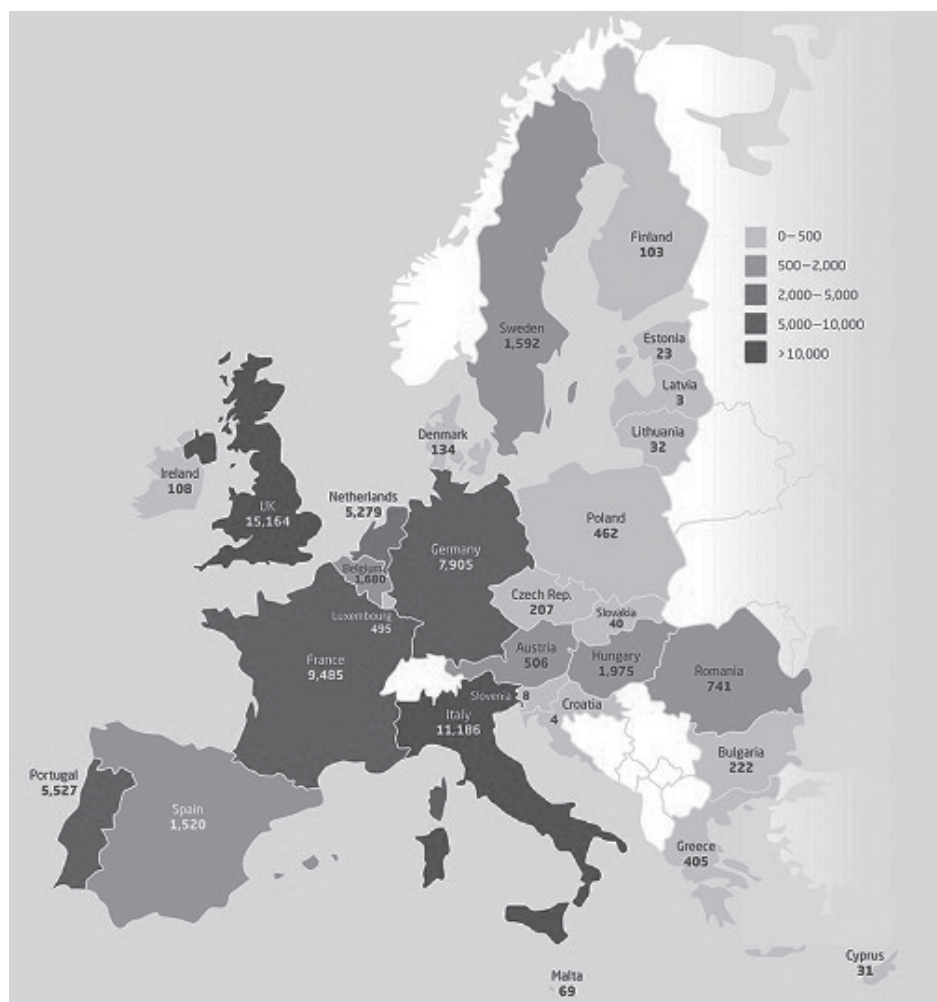 Finland
103
0–500
500–2,000
2,000–5,000
5,000–10,000
>10,000
Sweden
1,592
Estonia
23
Latvia
3
Lithuania
32
Denmark
134
Ireland
108
UK
15,164
Netherlands
5,279
Germany
7,905
Poland
462
Belgium
1,680
Czech Rep.
207
Slovakia
40
Luxembourg
495
France
9,485
Austria
506
Hungary
1,975
Romania
741
Slovenia 8
Croatia
4
Italy
11,186
Bulgaria
222
Portugal
5,527
Spain
1,520
Greece
405
Cyprus
31
Malta
69